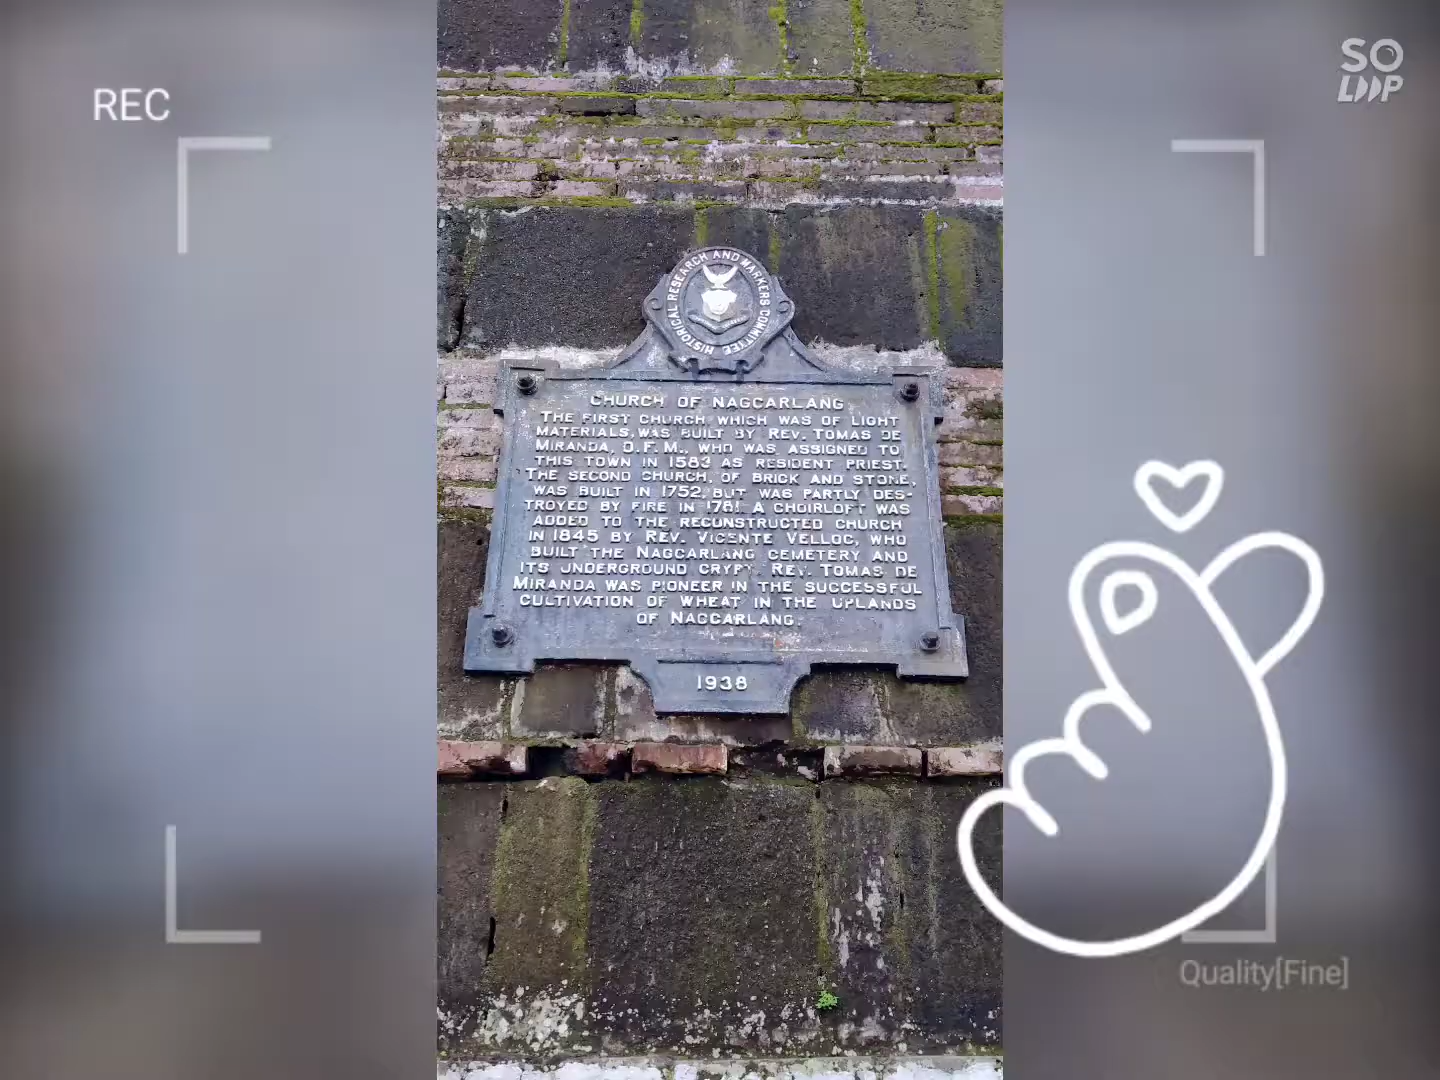 REC
SO
LOOP
HISTORICAL RESEARCH AND MARKERS COMMITTEE
CHURCH OF NAGCARLANG
THE FIRST CHURCH WHICH WAS OF LIGHT
MATERIALS, WAS BUILT BY REV. TOMAS DE
MIRANDA, O.F.M., WHO WAS ASSIGNED TO
THIS TOWN IN 1583 AS RESIDENT PRIEST.
THE SECOND CHURCH, OF BRICK AND STONE,
WAS BUILT IN 1752, BUT WAS PARTLY DES-
TROYED BY FIRE IN 1781. A CHOIRLOFT WAS
ADDED TO THE RECONSTRUCTED CHURCH
IN 1845 BY REV. VICENTE VELLOC, WHO
BUILT THE NAGCARLANG CEMETERY AND
ITS UNDERGROUND CRYPT. REV. TOMAS DE
MIRANDA WAS PIONEER IN THE SUCCESSFUL
CULTIVATION OF WHEAT IN THE UPLANDS
OF NAGCARLANG.
1938
Quality[Fine]